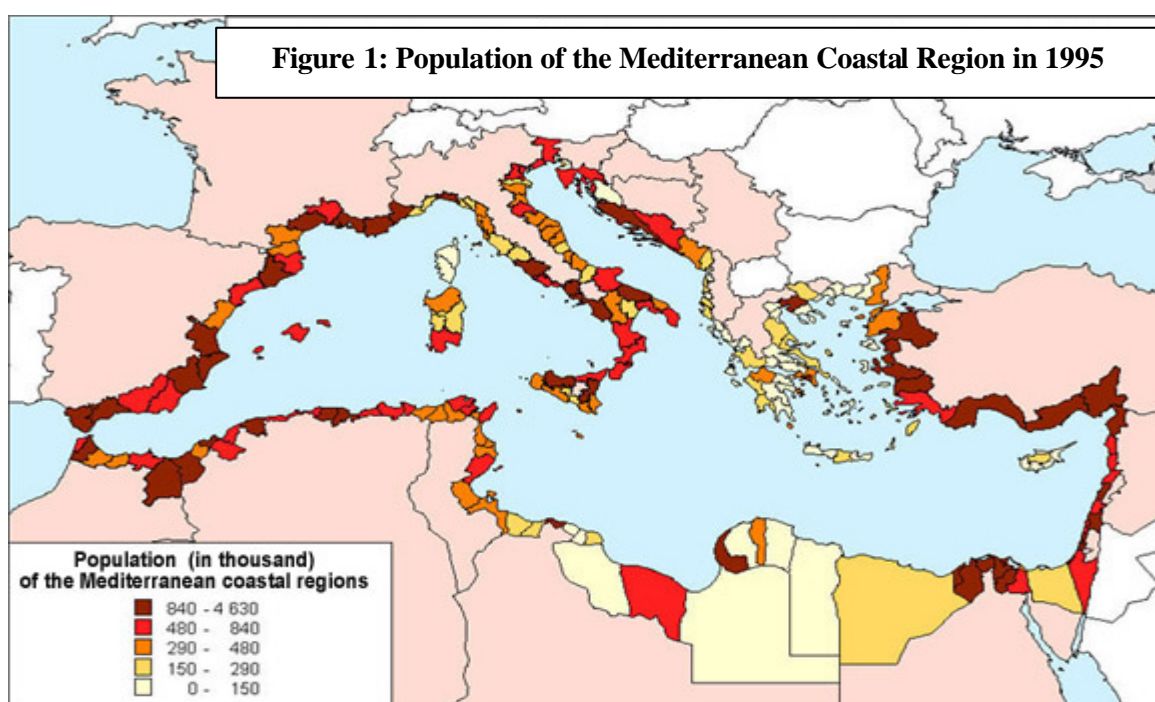 Figure 1: Population of the Mediterranean Coastal Region in 1995
Population (in thousand)
of the Mediterranean coastal regions
840 - 4 630
480 - 840
290 - 480
150 - 290
0 - 150